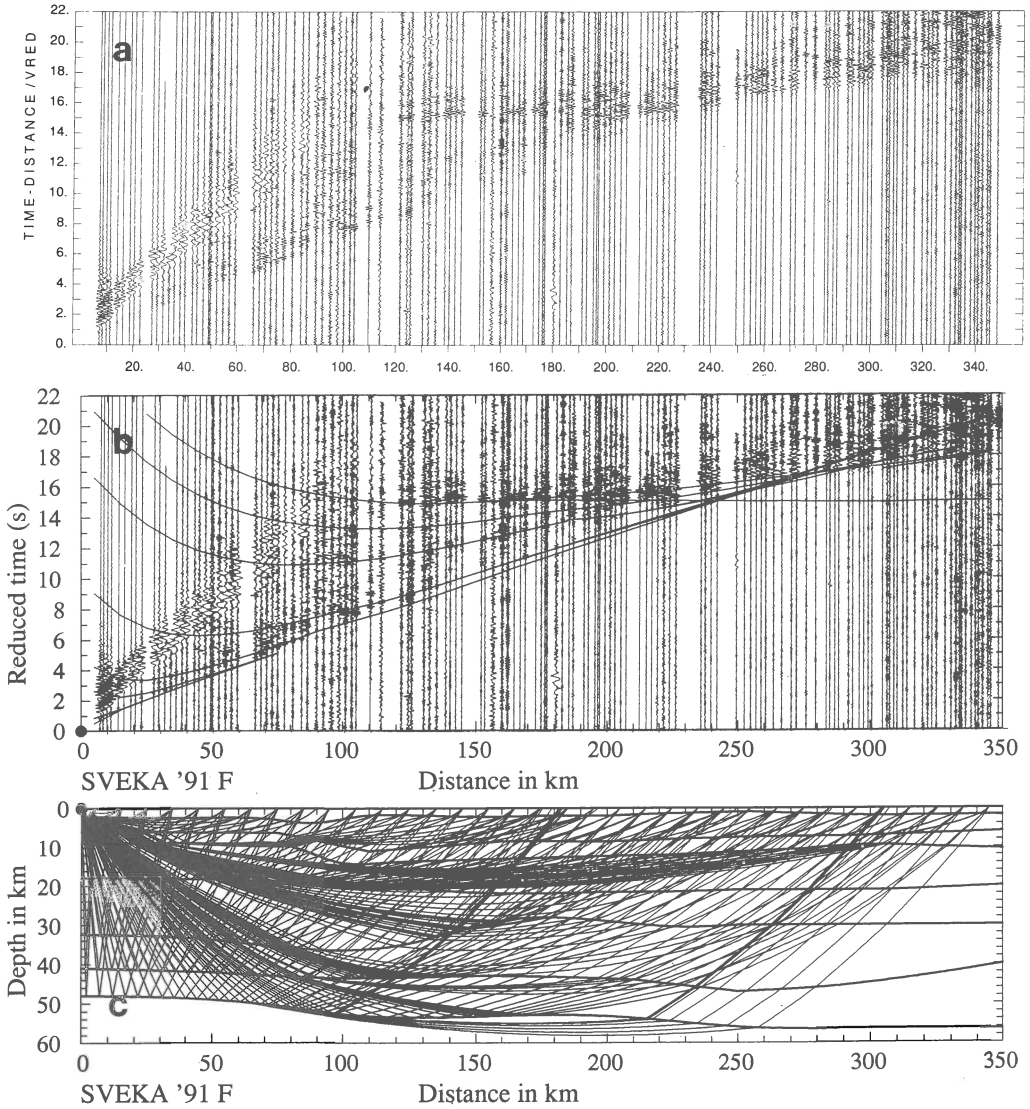 22.
20.
18.
16.
14.
12.
10.
8.
6.
4.
2.
0.
TIME-DISTANCE/VRED
a
20. 40. 60. 80. 100. 120. 140. 160. 180. 200. 220. 240. 260. 280. 300. 320. 340.
22
20
18
16
14
12
10
8
6
4
2
0
Reduced time (s)
b
0 50 100 150 200 250 300 350
SVEKA '91 F Distance in km
0
10
20
30
40
50
60
Depth in km
c
0 50 100 150 200 250 300 350
SVEKA '91 F Distance in km